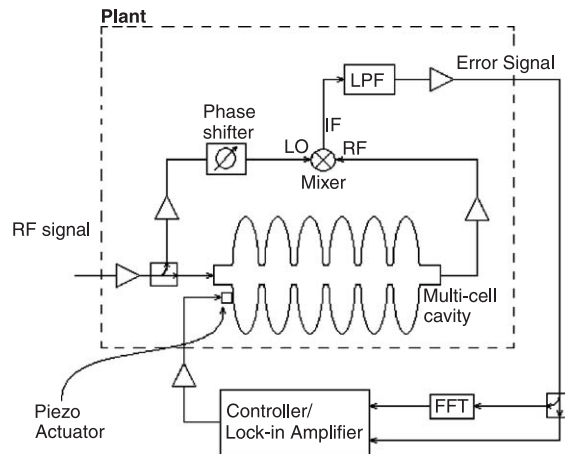 Plant
Error Signal
LPF
Phase
shifter
IF
LO
RF
Mixer
RF signal
Multi-cell
cavity
Piezo
Actuator
Controller/
Lock-in Amplifier
FFT